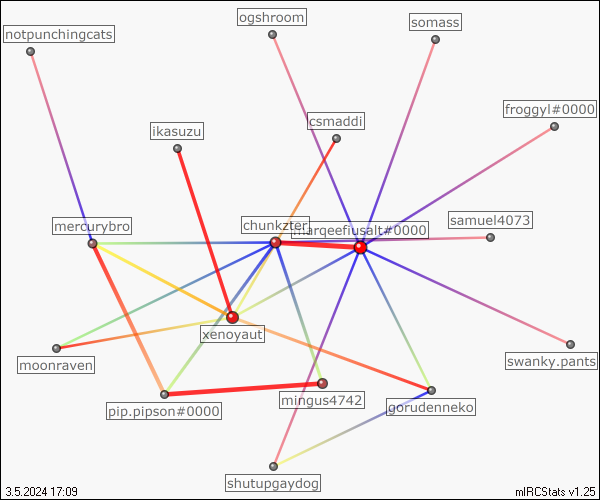 ogshroom
somass
notpunchingcats
froggyl#0000
csmaddi
ikasuzu
mercurybro
chunkzter
marqeefiusalt#0000
samuel4073
xenoyaut
moonraven
swanky.pants
pip.pipson#0000
mingus4742
gorudenneko
shutupgaydog
3.5.2024 17:09
mIRCStats v1.25